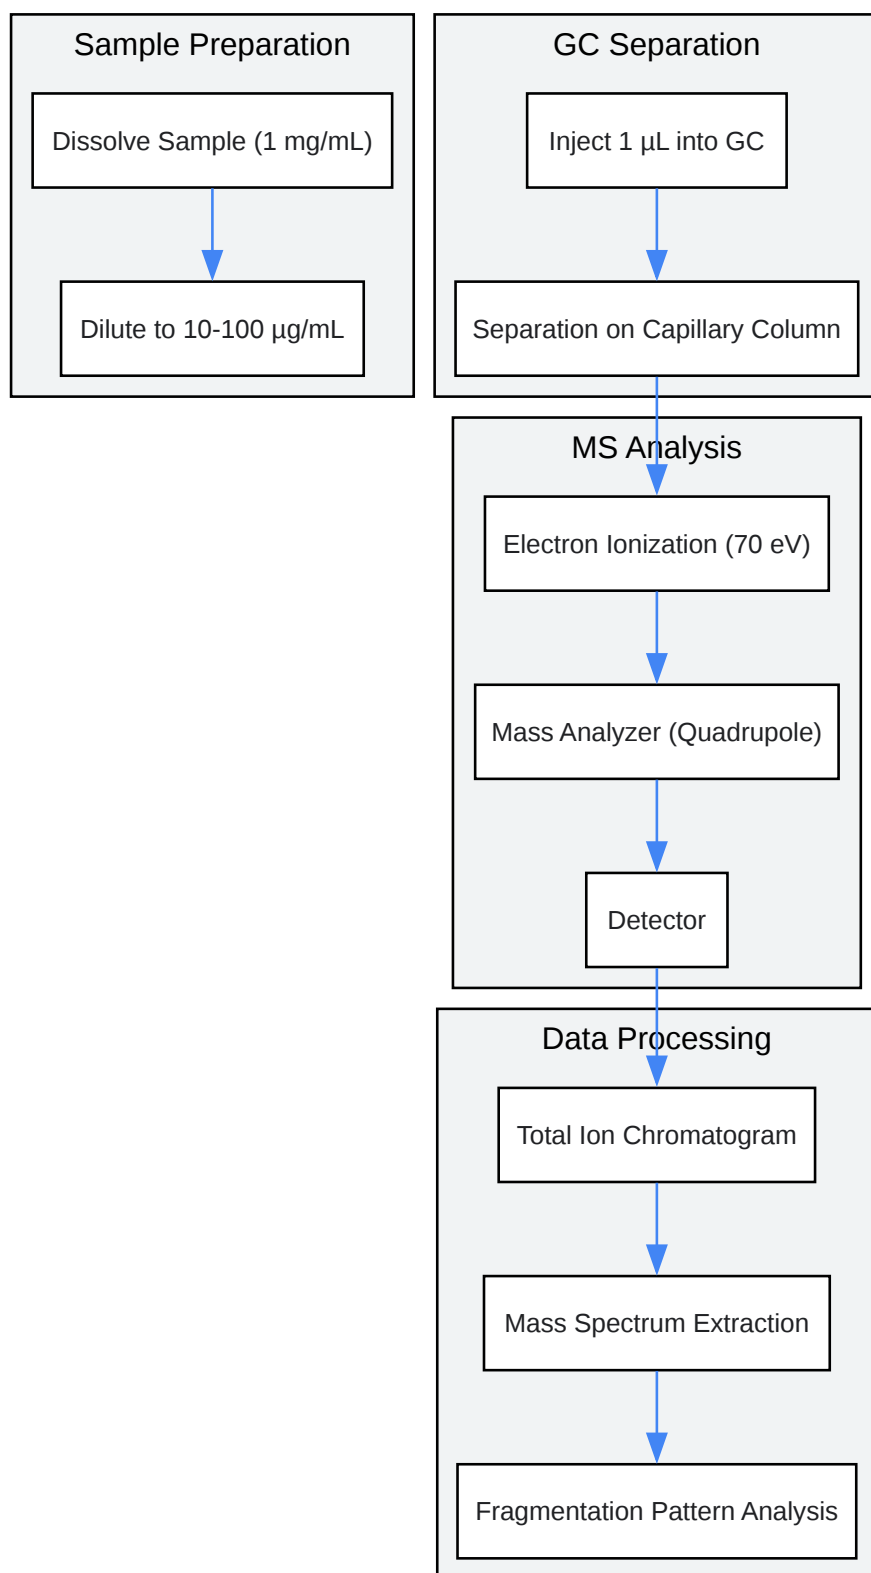 Sample Preparation
Dissolve Sample (1 mg/mL)
Dilute to 10-100 µg/mL
GC Separation
Inject 1 µL into GC
Separation on Capillary Column
MS Analysis
Electron Ionization (70 eV)
Mass Analyzer (Quadrupole)
Detector
Data Processing
Total Ion Chromatogram
Mass Spectrum Extraction
Fragmentation Pattern Analysis